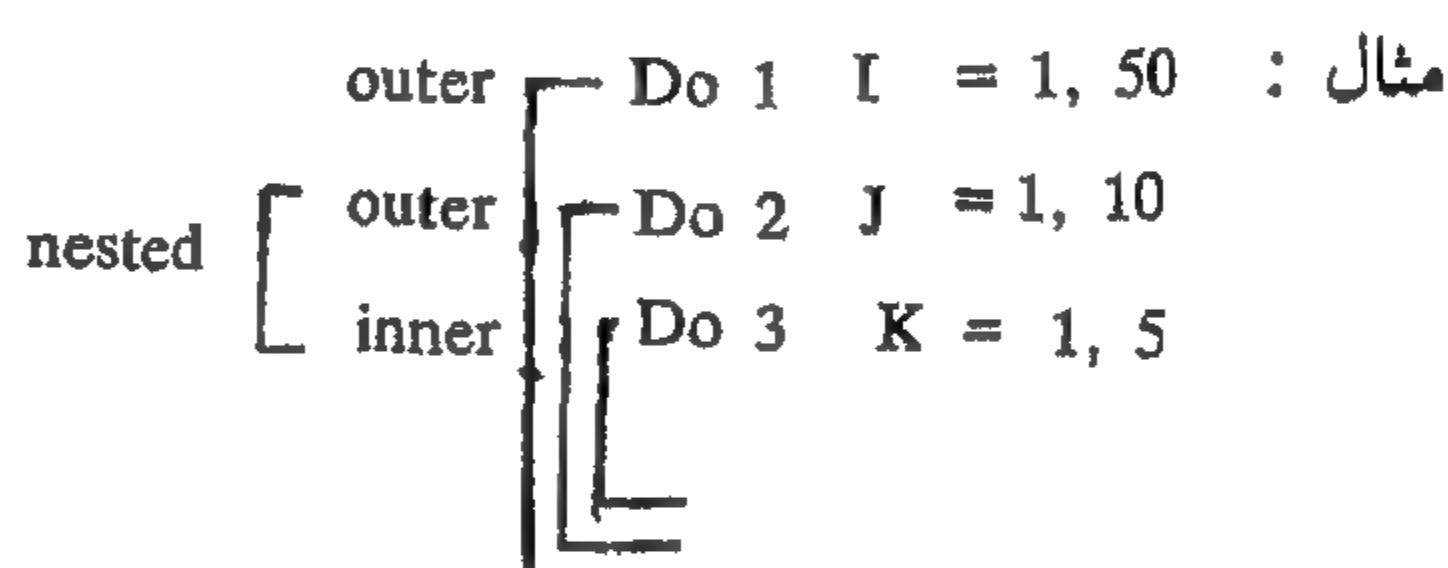 مثال : outer Do 1 I = 1, 50
outer Do 2 J = 1, 10
nested
inner Do 3 K = 1, 5